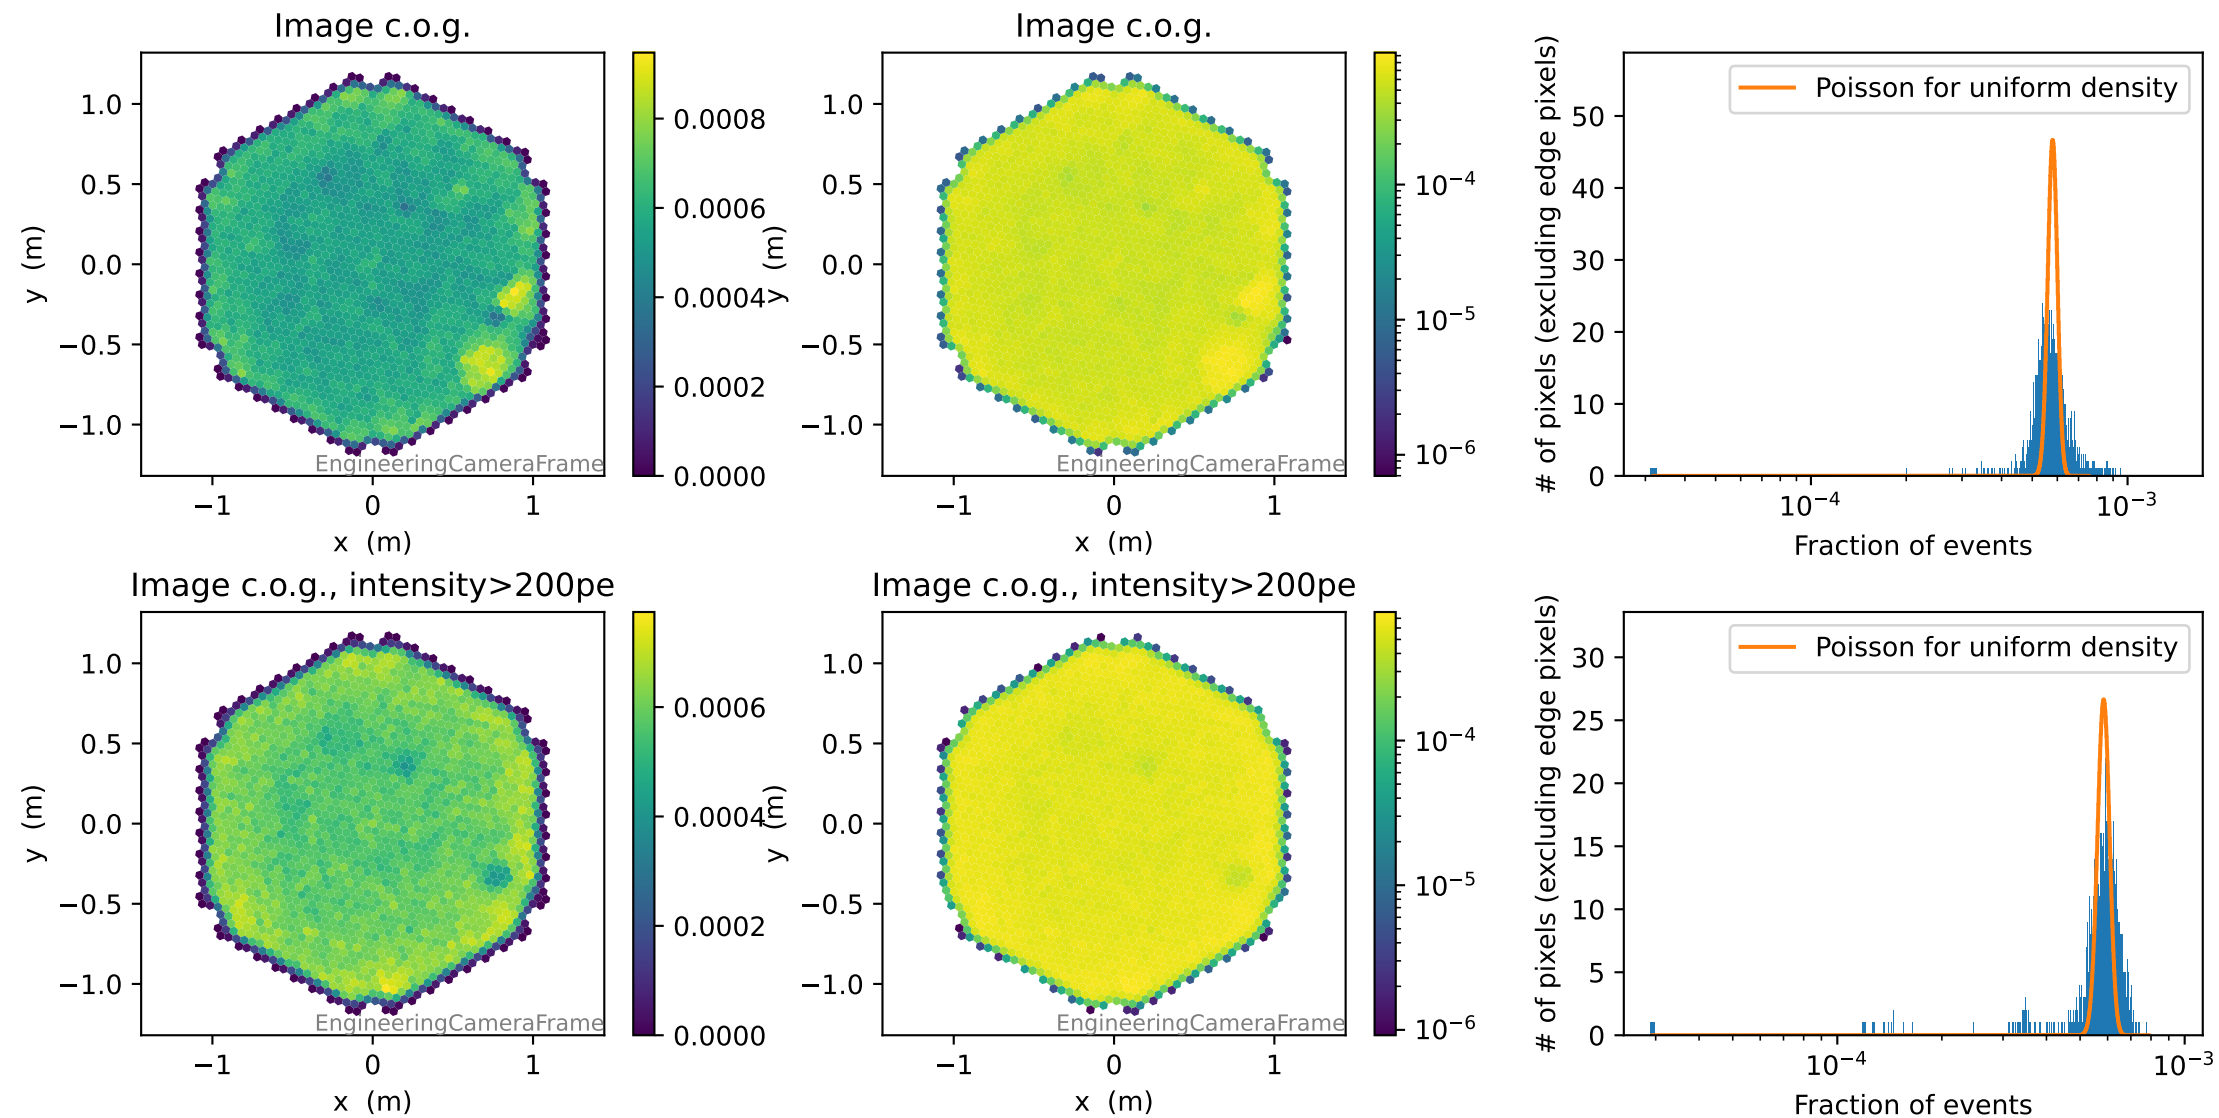 Image c.o.g.
y (m)
1.0
0.5
0.0
−0.5
−1.0
−1
0
1
x (m)
EngineeringCameraFrame
0.0008
0.0006
0.0004
0.0002
0.0000
Image c.o.g.
y (m)
1.0
0.5
0.0
−0.5
−1.0
−1
0
1
x (m)
EngineeringCameraFrame
10⁻⁴
10⁻⁵
10⁻⁶
# of pixels (excluding edge pixels)
50
40
30
20
10
0
Poisson for uniform density
10⁻⁴
10⁻³
Fraction of events
Image c.o.g., intensity>200pe
y (m)
1.0
0.5
0.0
−0.5
−1.0
−1
0
1
x (m)
EngineeringCameraFrame
0.0006
0.0004
0.0002
0.0000
Image c.o.g., intensity>200pe
y (m)
1.0
0.5
0.0
−0.5
−1.0
−1
0
1
x (m)
EngineeringCameraFrame
10⁻⁴
10⁻⁵
10⁻⁶
# of pixels (excluding edge pixels)
30
25
20
15
10
5
0
Poisson for uniform density
10⁻⁴
10⁻³
Fraction of events